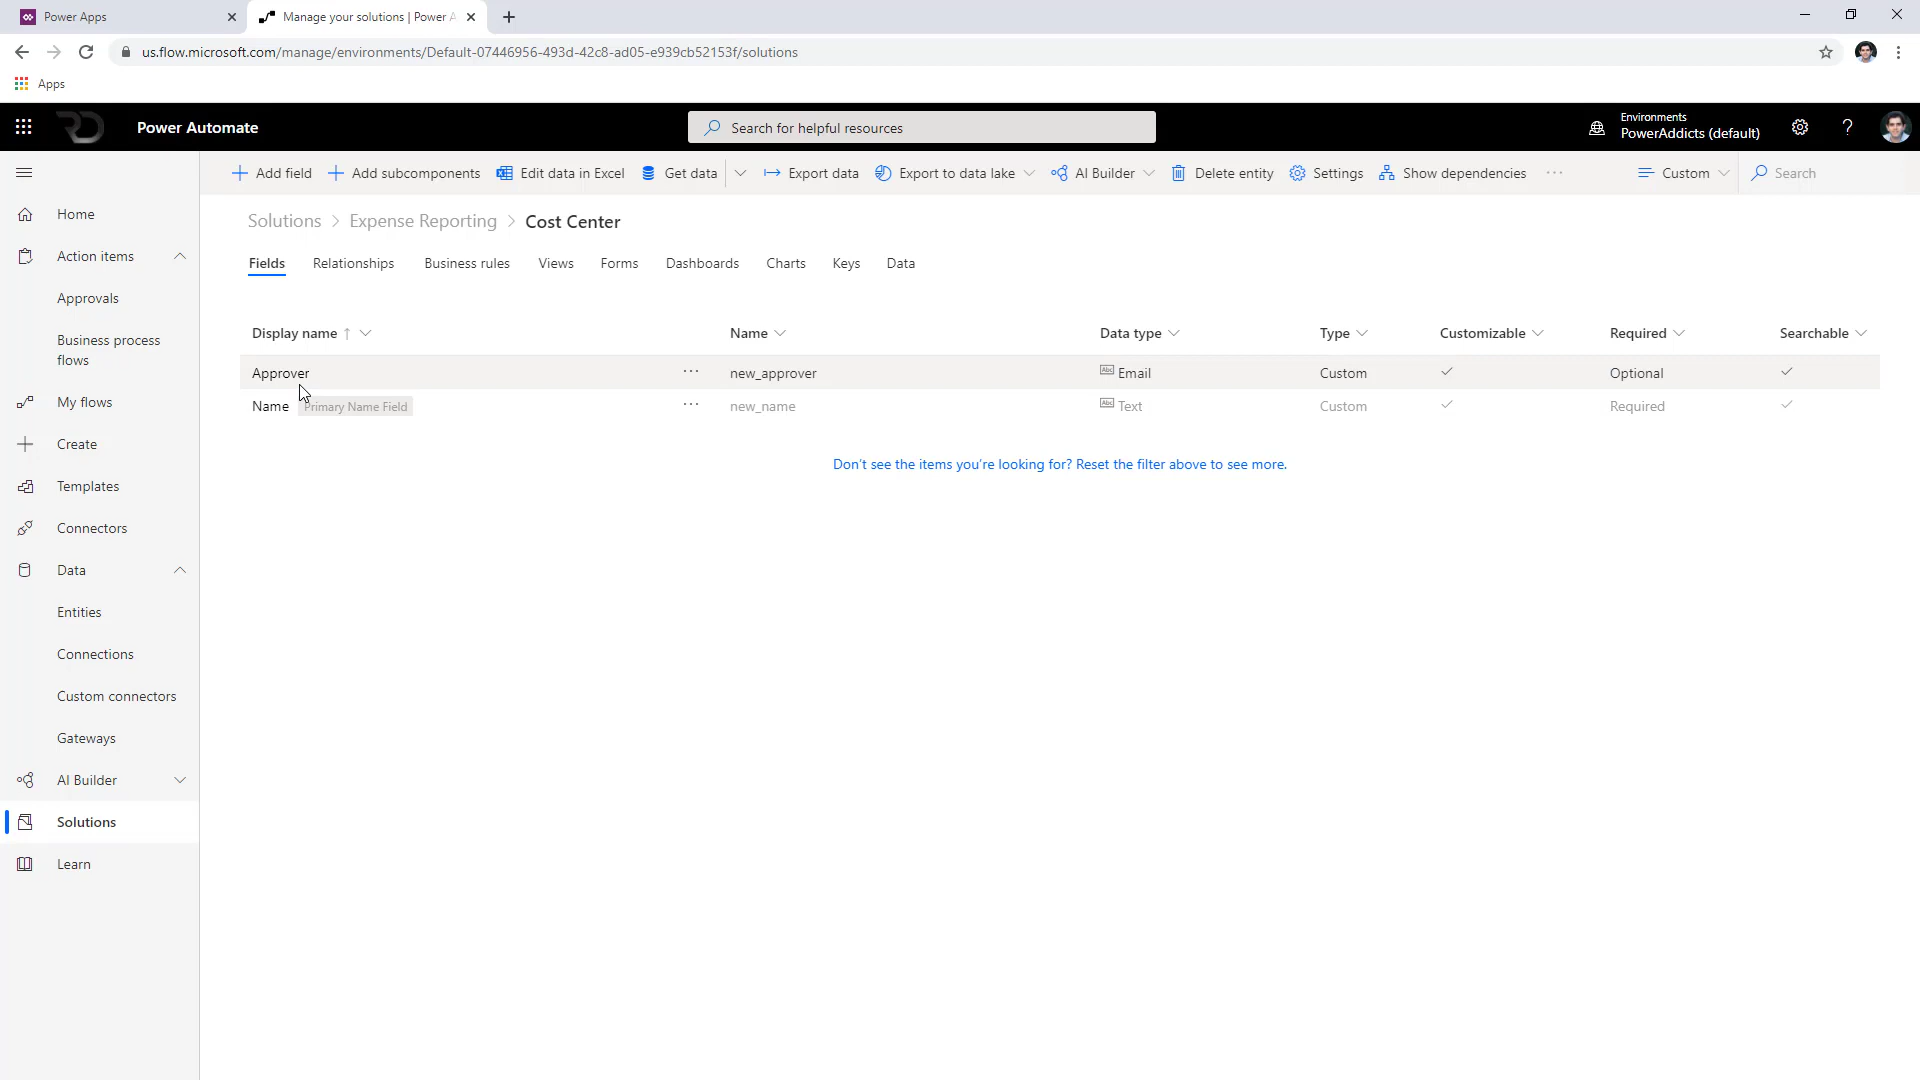 Power Apps
Manage your solutions | Power A
us.flow.microsoft.com/manage/environments/Default-07446956-493d-42c8-ad05-e939cb52153f/solutions
Apps
Power Automate
Search for helpful resources
Environments
PowerAddicts (default)
Add field
Add subcomponents
Edit data in Excel
Get data
Export data
Export to data lake
AI Builder
Delete entity
Settings
Show dependencies
Custom
Search
Solutions > Expense Reporting > Cost Center
Fields Relationships Business rules Views Forms Dashboards Charts Keys Data
Display name ↑ Name Data type Type Customizable Required Searchable
Approver ··· new_approver Abc Email Custom ✓ Optional ✓
Name Primary Name Field ··· new_name Abc Text Custom ✓ Required ✓
Don't see the items you're looking for? Reset the filter above to see more.
Home
Action items
Approvals
Business process
flows
My flows
Create
Templates
Connectors
Data
Entities
Connections
Custom connectors
Gateways
AI Builder
Solutions
Learn